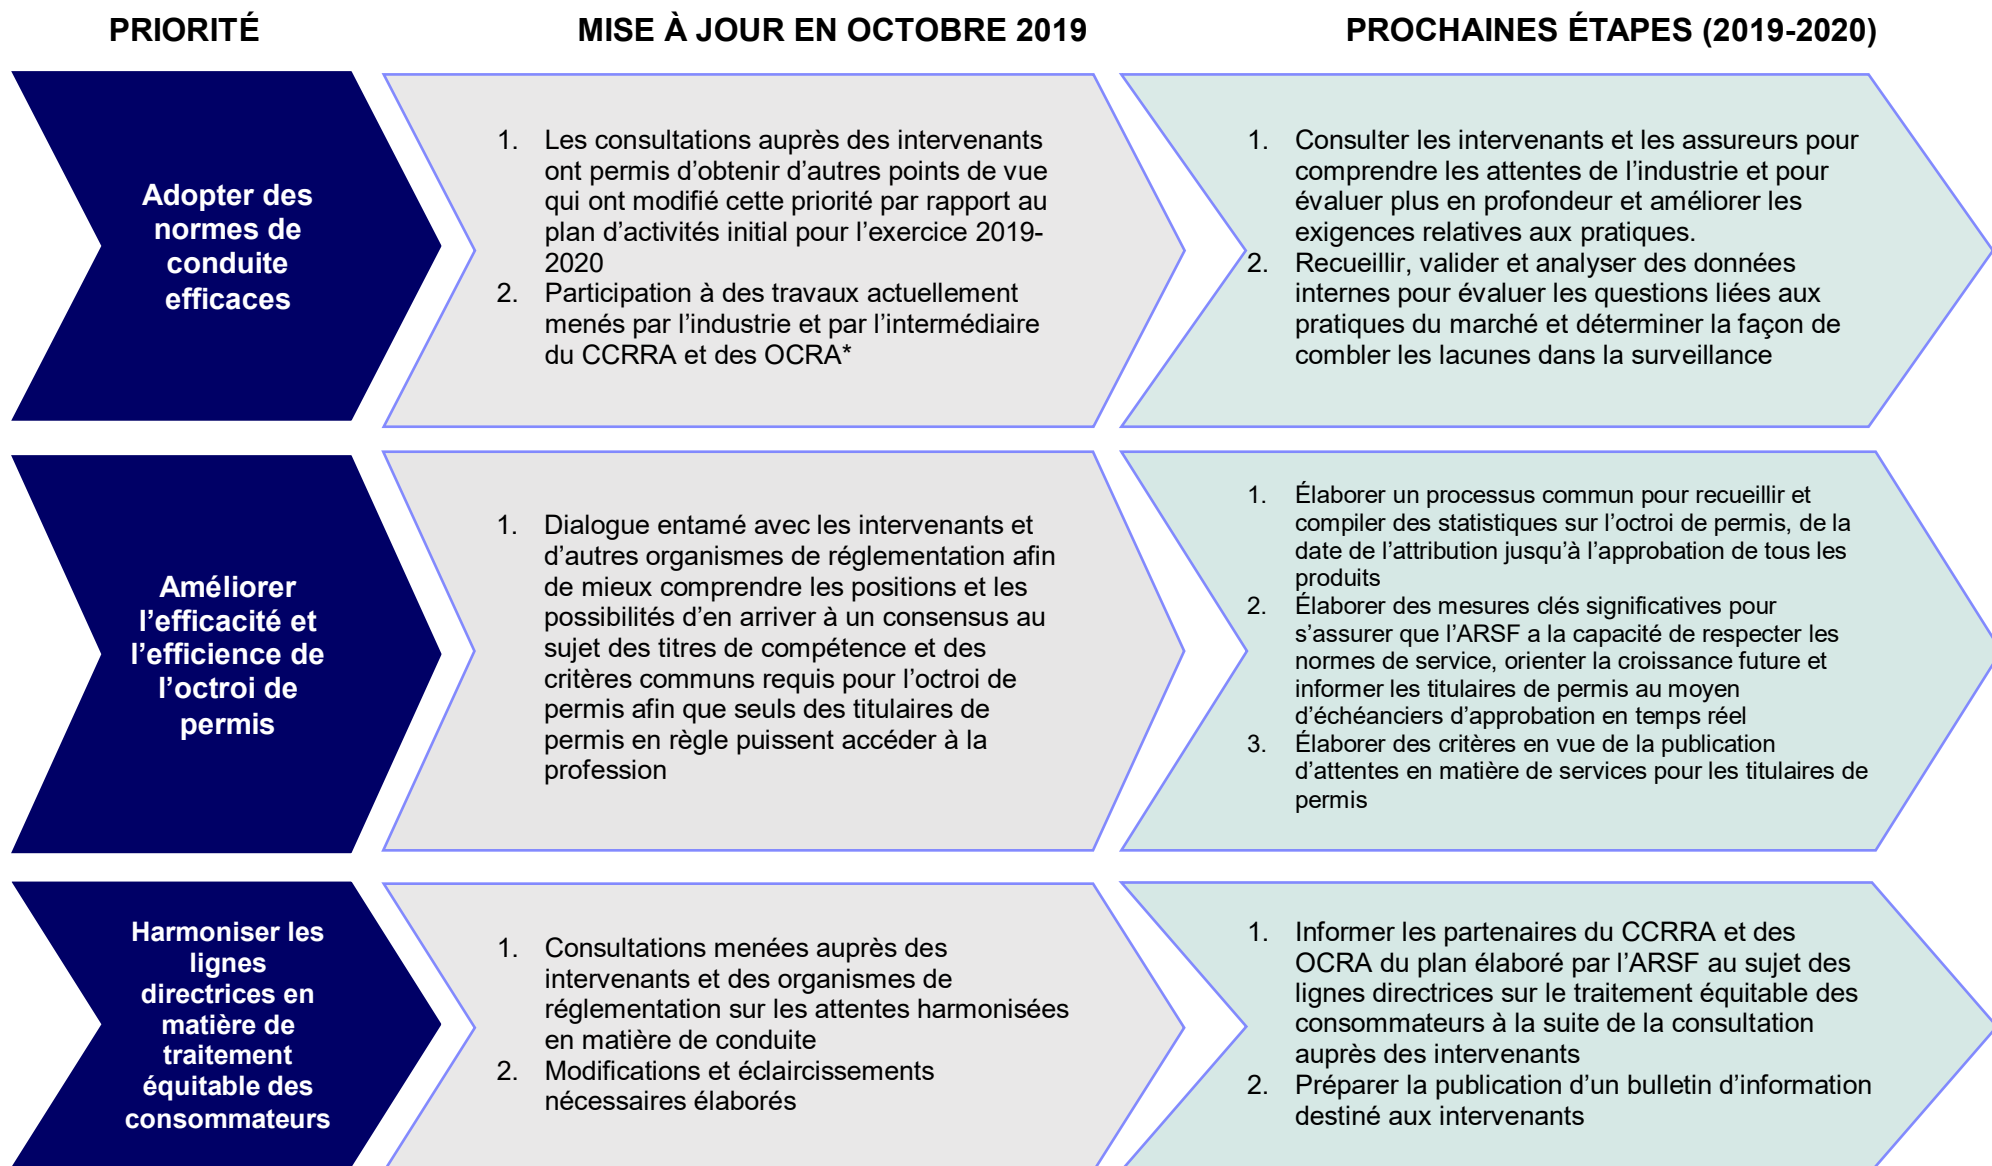 PRIORITÉ
MISE À JOUR EN OCTOBRE 2019
PROCHAINES ÉTAPES (2019-2020)
Adopter des
normes de
conduite
efficaces
1. Les consultations auprès des intervenants
ont permis d’obtenir d’autres points de vue
qui ont modifié cette priorité par rapport au
plan d’activités initial pour l’exercice 2019-
2020
2. Participation à des travaux actuellement
menés par l’industrie et par l’intermédiaire
du CCRRA et des OCRA*
1. Consulter les intervenants et les assureurs pour
comprendre les attentes de l’industrie et pour
évaluer plus en profondeur et améliorer les
exigences relatives aux pratiques.
2. Recueillir, valider et analyser des données
internes pour évaluer les questions liées aux
pratiques du marché et déterminer la façon de
combler les lacunes dans la surveillance
Améliorer
l’efficacité et
l’efficience de
l’octroi de
permis
1. Dialogue entamé avec les intervenants et
d’autres organismes de réglementation afin
de mieux comprendre les positions et les
possibilités d’en arriver à un consensus au
sujet des titres de compétence et des
critères communs requis pour l’octroi de
permis afin que seuls des titulaires de
permis en règle puissent accéder à la
profession
1. Élaborer un processus commun pour recueillir et
compiler des statistiques sur l’octroi de permis, de la
date de l’attribution jusqu’à l’approbation de tous les
produits
2. Élaborer des mesures clés significatives pour
s’assurer que l’ARSF a la capacité de respecter les
normes de service, orienter la croissance future et
informer les titulaires de permis au moyen
d’échéanciers d’approbation en temps réel
3. Élaborer des critères en vue de la publication
d’attentes en matière de services pour les titulaires de
permis
Harmoniser les
lignes
directrices en
matière de
traitement
équitable des
consommateurs
1. Consultations menées auprès des
intervenants et des organismes de
réglementation sur les attentes harmonisées
en matière de conduite
2. Modifications et éclaircissements
nécessaires élaborés
1. Informer les partenaires du CCRRA et des
OCRA du plan élaboré par l’ARSF au sujet des
lignes directrices sur le traitement équitable des
consommateurs à la suite de la consultation
auprès des intervenants
2. Préparer la publication d’un bulletin d’information
destiné aux intervenants